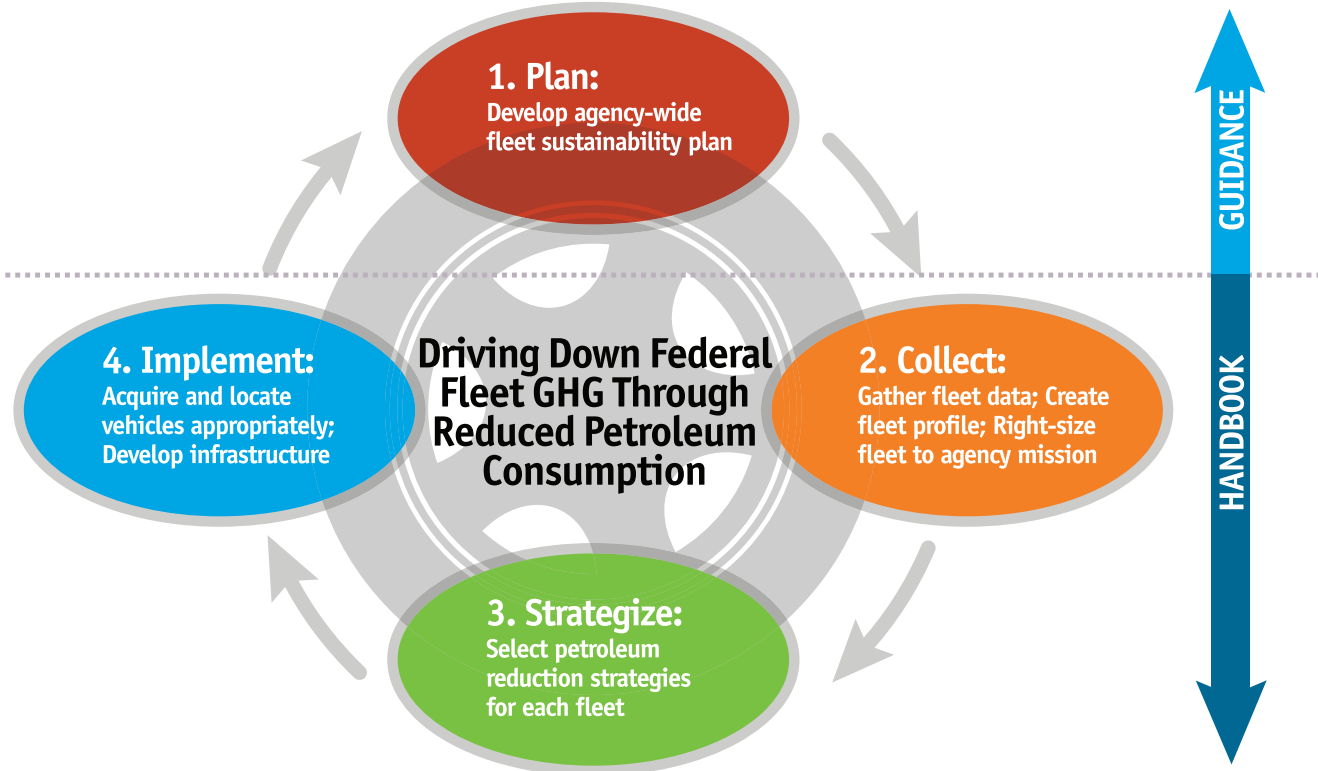 1. Plan:
Develop agency-wide
fleet sustainability plan
GUIDANCE
4. Implement:
Acquire and locate
vehicles appropriately;
Develop infrastructure
Driving Down Federal
Fleet GHG Through
Reduced Petroleum
Consumption
2. Collect:
Gather fleet data; Create
fleet profile; Right-size
fleet to agency mission
HANDBOOK
3. Strategize:
Select petroleum
reduction strategies
for each fleet